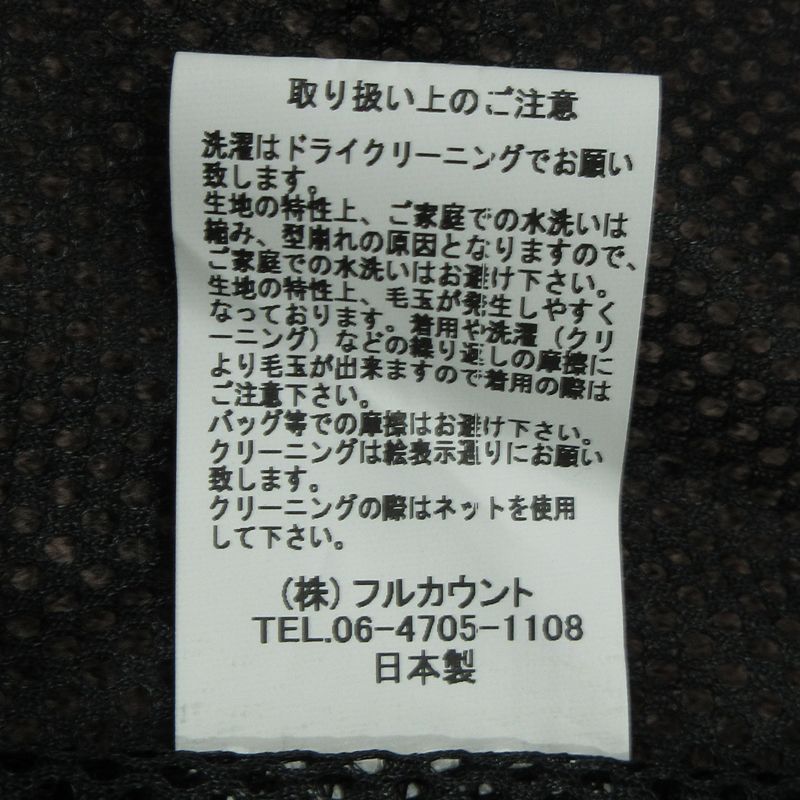 取り扱い上のご注意
洗濯はドライクリーニングでお願い
致します。
生地の特性上、ご家庭での水洗いは
縮み、型崩れの原因となりますので、
ご家庭での水洗いはお避け下さい。
生地の特性上、毛玉が発生しやすく
なっております。着用や洗濯（クリ
ーニング）などの繰り返しの摩擦に
より毛玉が出来ますので着用の際は
ご注意下さい。
バッグ等での摩擦はお避け下さい。
クリーニングは絵表示通りにお願い
致します。
クリーニングの際はネットを使用
して下さい。
(株)フルカウント
TEL.06-4705-1108
日本製